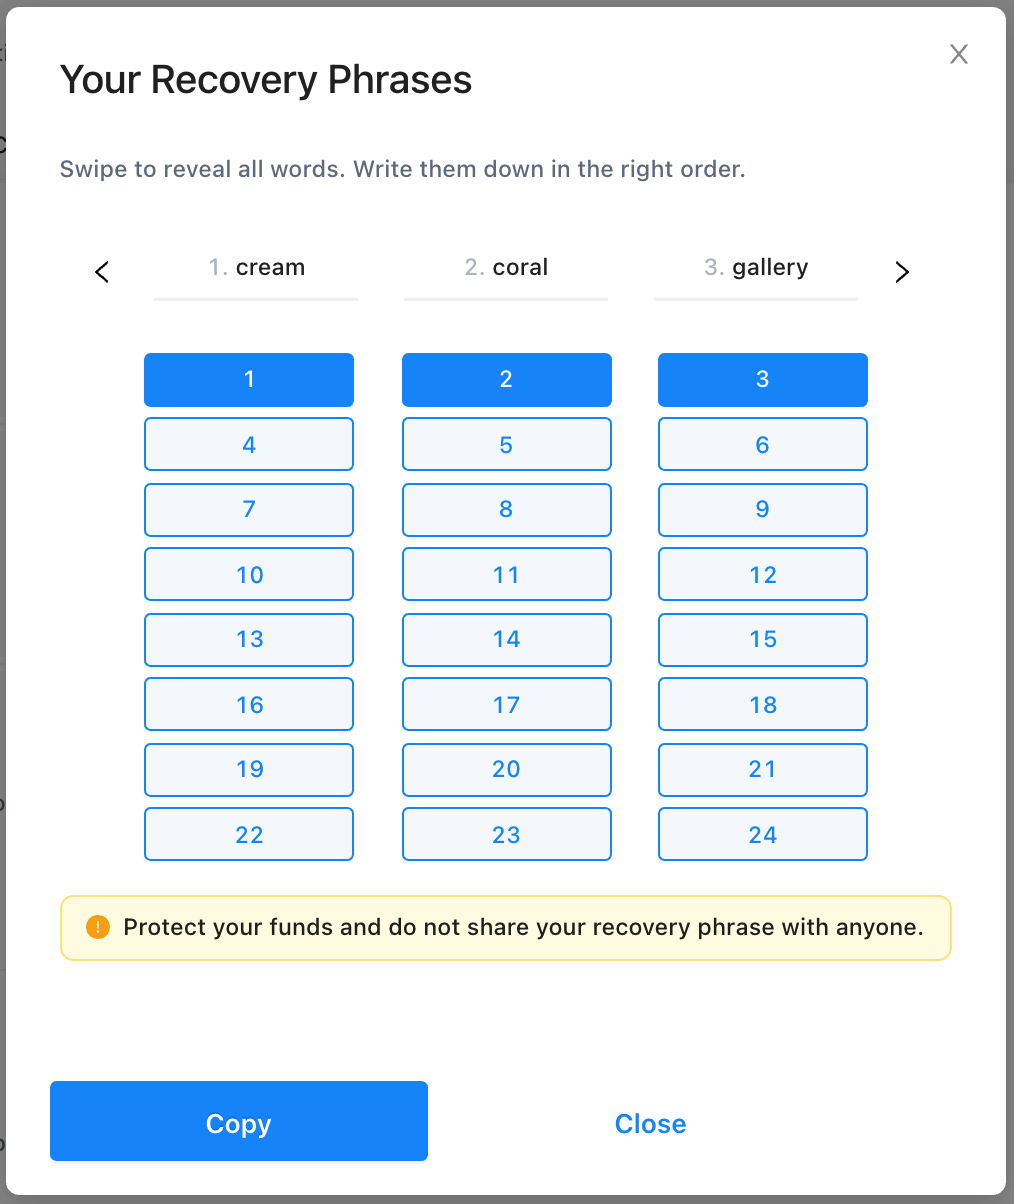 Your Recovery Phrases
Swipe to reveal all words. Write them down in the right order.
1. cream 2. coral 3. gallery
1 2 3
4 5 6
7 8 9
10 11 12
13 14 15
16 17 18
19 20 21
22 23 24
Protect your funds and do not share your recovery phrase with anyone.
Copy Close